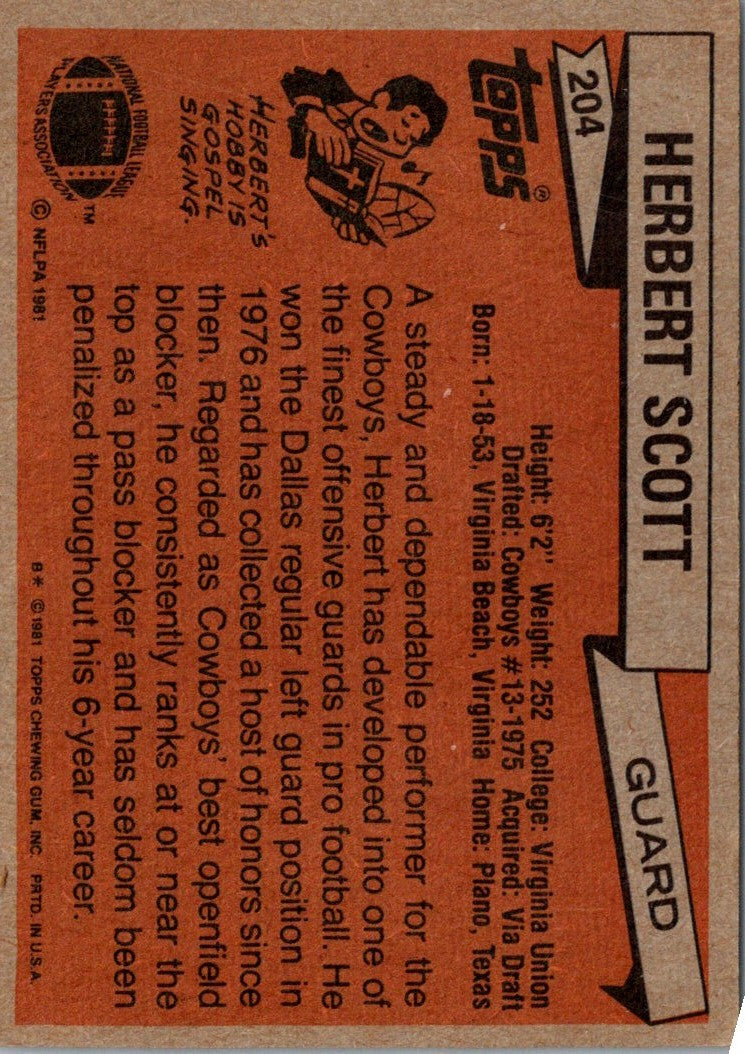 204
HERBERT SCOTT
GUARD
TOPPS®
Height: 6'2" Weight: 252 College: Virginia Union
Drafted: Cowboys #13-1975 Acquired: Via Draft
Born: 1-18-53, Virginia Beach, Virginia Home: Plano, Texas
HERBERT'S
HOBBY IS
GOSPEL
SINGING.
A steady and dependable performer for the
Cowboys, Herbert has developed into one of
the finest offensive guards in pro football. He
won the Dallas regular left guard position in
1976 and has collected a host of honors since
then. Regarded as Cowboys' best openfield
blocker, he consistently ranks at or near the
top as a pass blocker and has seldom been
penalized throughout his 6-year career.
NATIONAL FOOTBALL LEAGUE
PLAYERS ASSOCIATION
TM
© NFLPA 1981
B* ©1981 TOPPS CHEWING GUM, INC. PRTD. IN U.S.A.